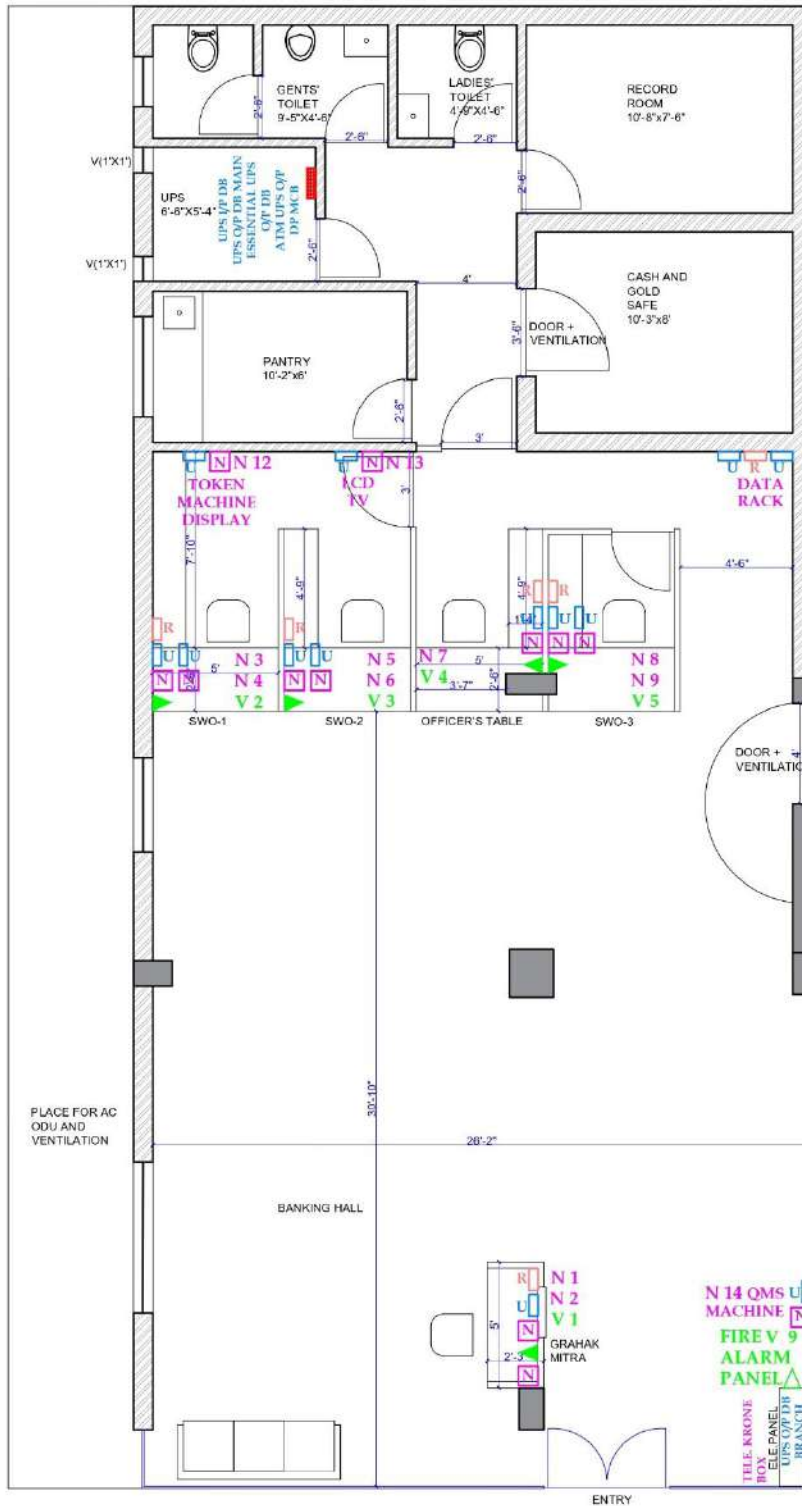 GENTS'
TOILET
9'-5"X4'-6"
2'-6"
2'-6"
LADIES'
TOILET
4'-9"X4'-6"
2'-6"
RECORD
ROOM
10'-8"x7'-6"
V(1'X1')
UPS
6'-6"X5'-4"
UPS I/P DB
UPS O/P DB MAIN
ESSENTIAL UPS
O/P DB
ATM UPS O/P
DP MCB
2'-6"
2'-6"
V(1'X1')
4'
CASH AND
GOLD
SAFE
10'-3"x8'
3'-6"
DOOR +
VENTILATION
PANTRY
10'-2"x6'
2'-6"
3'
U N N 12
TOKEN
MACHINE
DISPLAY
U N N 13
LCD
TV
3'
U R U
DATA
RACK
7'-10"
4'-9"
4'-9"
4'-6"
R
R
R R
U U U
N N N
U U
5'
N 3
N N
2'-6"
N 4
V 2
U U
N 5
N N
N 6
V 3
N 7
5'
V 4
3'-7"
2'-6"
N 8
N 9
V 5
SWO-1
SWO-2
OFFICER'S TABLE
SWO-3
DOOR +
VENTILATIO
4'
30'-10"
PLACE FOR AC
ODU AND
VENTILATION
26'-2"
BANKING HALL
R
N 1
U
N 2
N
V 1
5'
2'-3"
N
GRAHAK
MITRA
N 14 QMS U
MACHINE N
FIRE V 9
ALARM
PANEL
TELE. KRONE
BOX
ELE.PANEL
UPS O/P DB
BRANCH
ENTRY